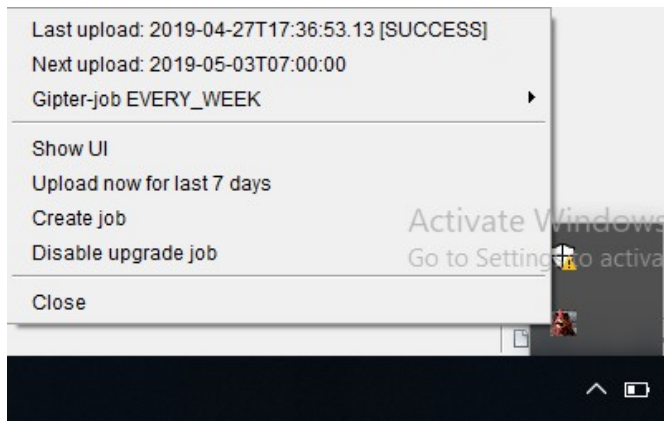 Last upload: 2019-04-27T17:36:53.13 [SUCCESS]
Next upload: 2019-05-03T07:00:00
Gipter-job EVERY_WEEK
Show UI
Upload now for last 7 days
Create job
Disable upgrade job
Close
Activate Windows
Go to Settings to activa